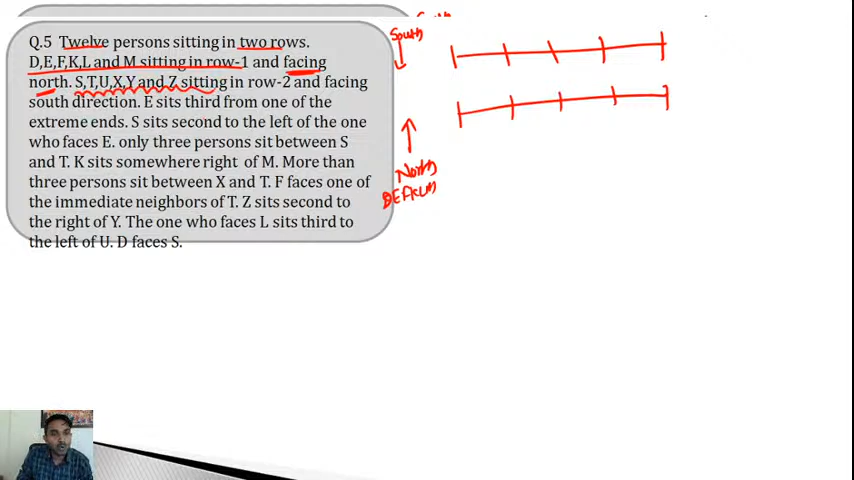 Q.5 Twelve persons sitting in two rows.
D,E,F,K,L and M sitting in row-1 and facing
north. S,T,U,X,Y and Z sitting in row-2 and facing
south direction. E sits third from one of the
extreme ends. S sits second to the left of the one
who faces E. only three persons sit between S
and T. K sits somewhere right of M. More than
three persons sit between X and T. F faces one of
the immediate neighbors of T. Z sits second to
the right of Y. The one who faces L sits third to
the left of U. D faces S.
South
North
DEFKLM